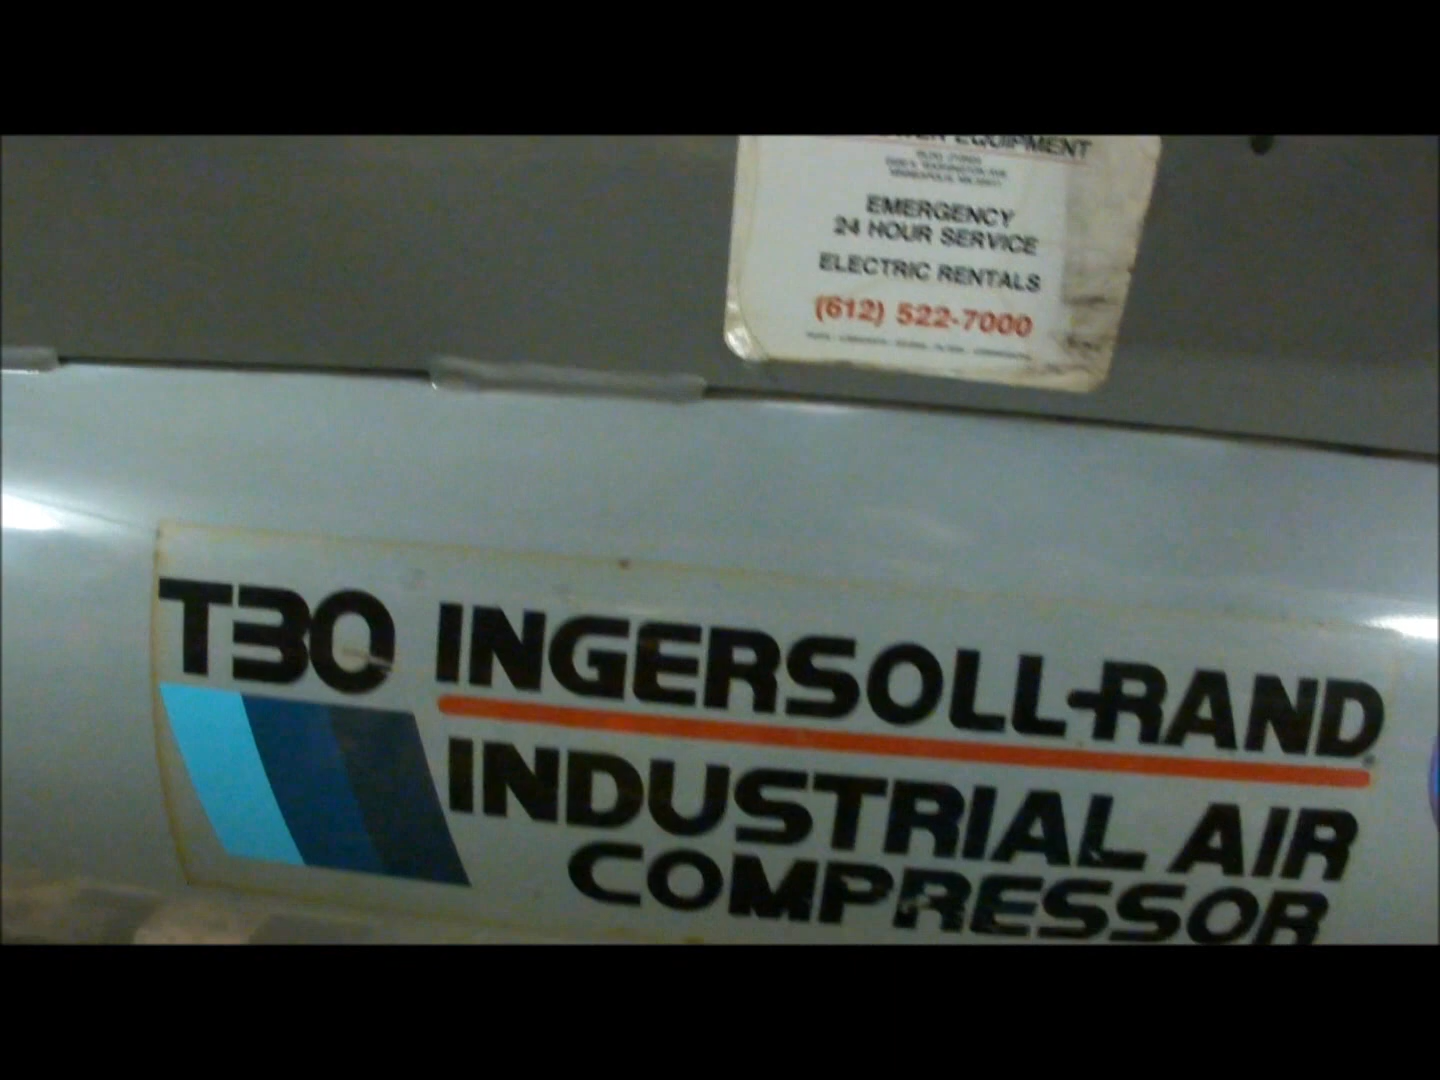 EQUIPMENT
EMERGENCY
24 HOUR SERVICE
ELECTRIC RENTALS
(612) 522-7000
T30 INGERSOLL-RAND
INDUSTRIAL AIR
COMPRESSOR